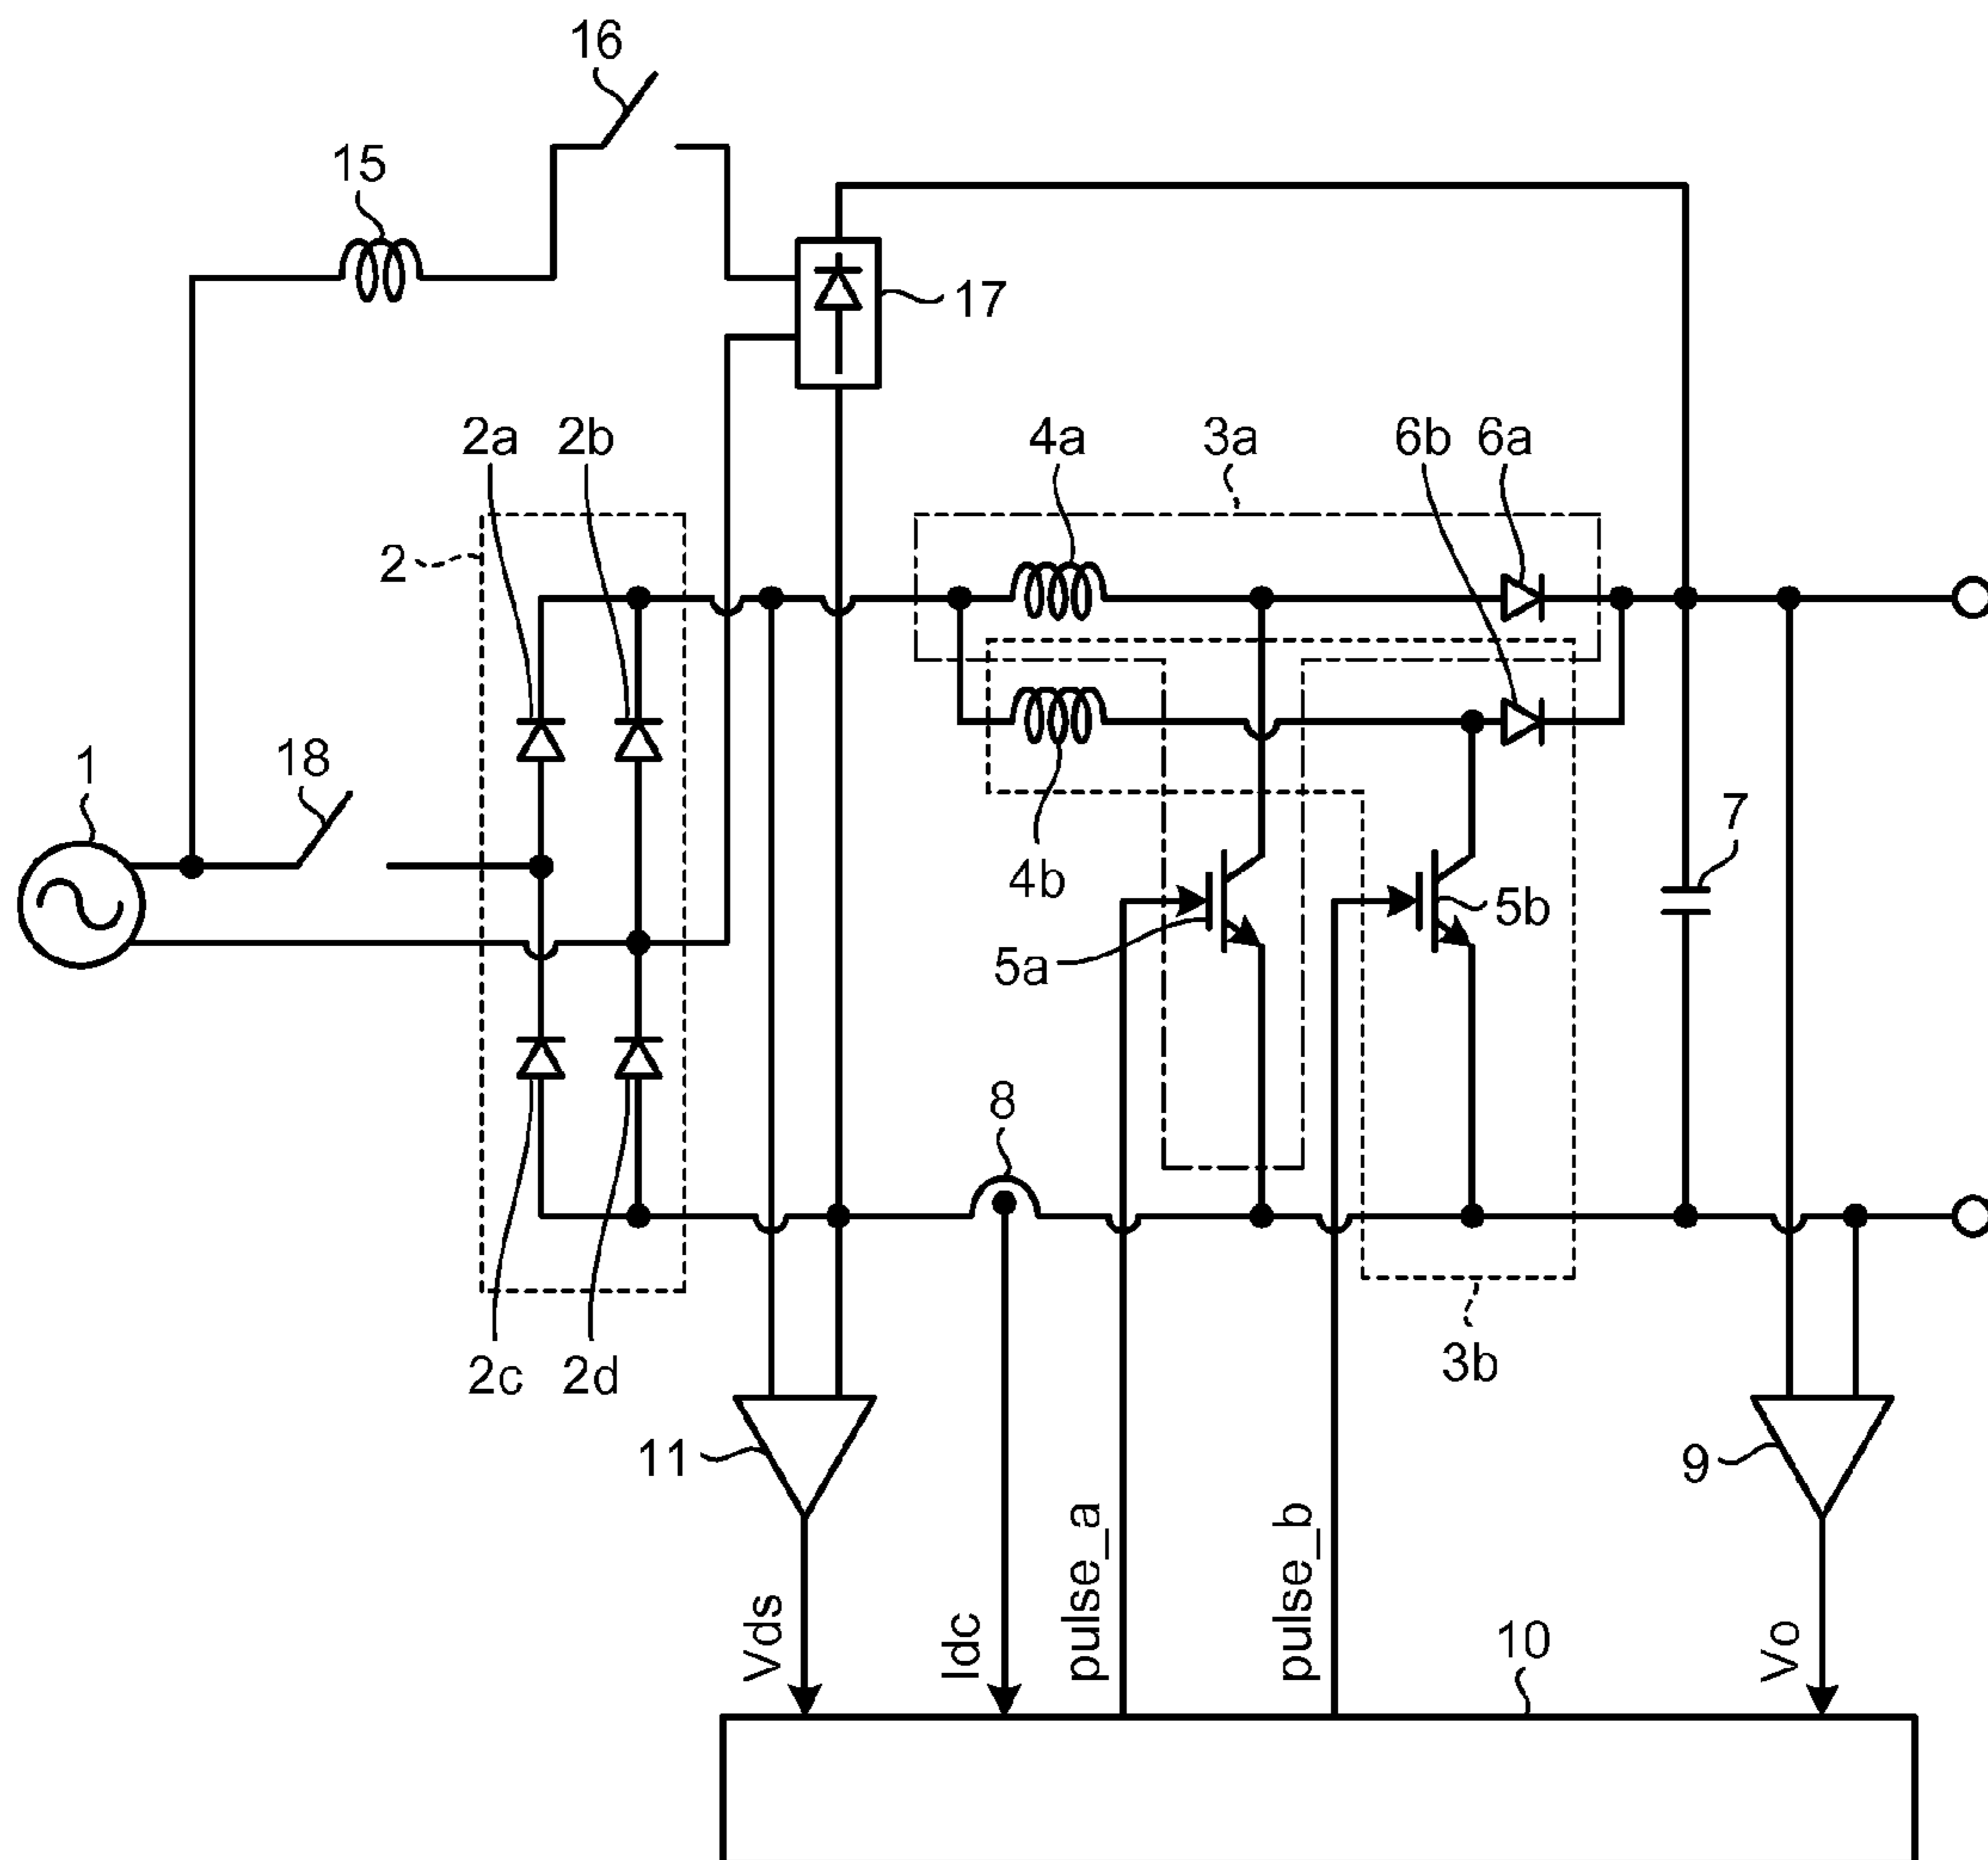 16
15
17
2a
2b
4a
3a
6b
6a
2
1
18
7
4b
5b
5a
8
2c
2d
3b
11
9
Vds
Idc
pulse_a
pulse_b
Vo
10